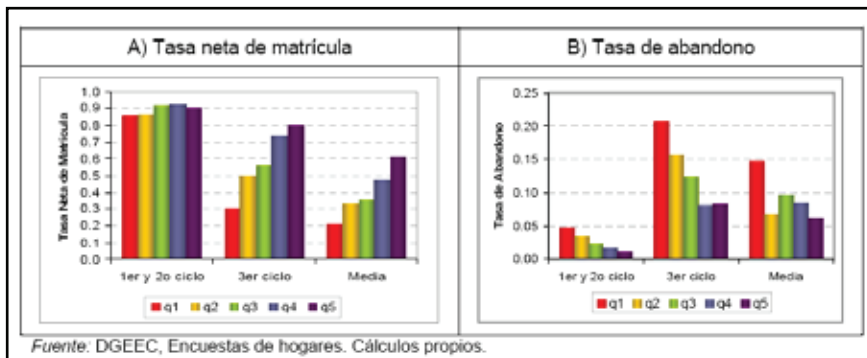 A) Tasa neta de matrícula
B) Tasa de abandono
Tasa Neta de Matrícula
1.0
0.9
0.8
0.7
0.6
0.5
0.4
0.3
0.2
0.1
0.0
1er y 2o ciclo 3er ciclo Media
q1 q2 q3 q4 q5
Tasa de Abandono
0.25
0.20
0.15
0.10
0.05
0.00
1er y 2o ciclo 3er ciclo Media
q1 q2 q3 q4 q5
Fuente: DGEEC, Encuestas de hogares. Cálculos propios.